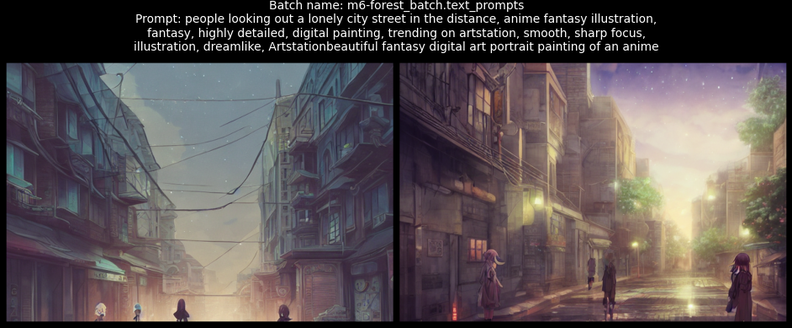 Batch name: m6-forest_batch.text_prompts
Prompt: people looking out a lonely city street in the distance, anime fantasy illustration,
fantasy, highly detailed, digital painting, trending on artstation, smooth, sharp focus,
illustration, dreamlike, Artstationbeautiful fantasy digital art portrait painting of an anime